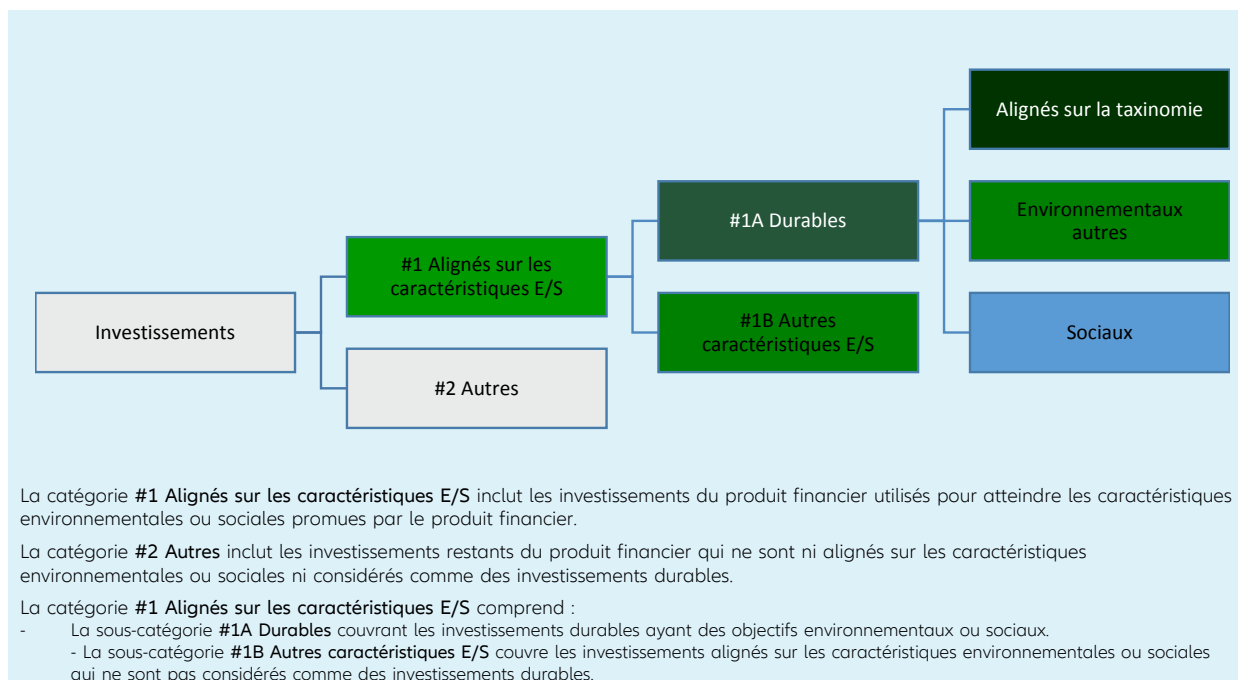 Alignés sur la taxinomie
#1A Durables
Environnementaux
autres
#1 Alignés sur les
caractéristiques E/S
Investissements
#1B Autres
caractéristiques E/S
Sociaux
#2 Autres
La catégorie #1 Alignés sur les caractéristiques E/S inclut les investissements du produit financier utilisés pour atteindre les caractéristiques
environnementales ou sociales promues par le produit financier.
La catégorie #2 Autres inclut les investissements restants du produit financier qui ne sont ni alignés sur les caractéristiques
environnementales ou sociales ni considérés comme des investissements durables.
La catégorie #1 Alignés sur les caractéristiques E/S comprend :
- La sous-catégorie #1A Durables couvrant les investissements durables ayant des objectifs environnementaux ou sociaux.
- La sous-catégorie #1B Autres caractéristiques E/S couvre les investissements alignés sur les caractéristiques environnementales ou sociales
qui ne sont pas considérés comme des investissements durables.